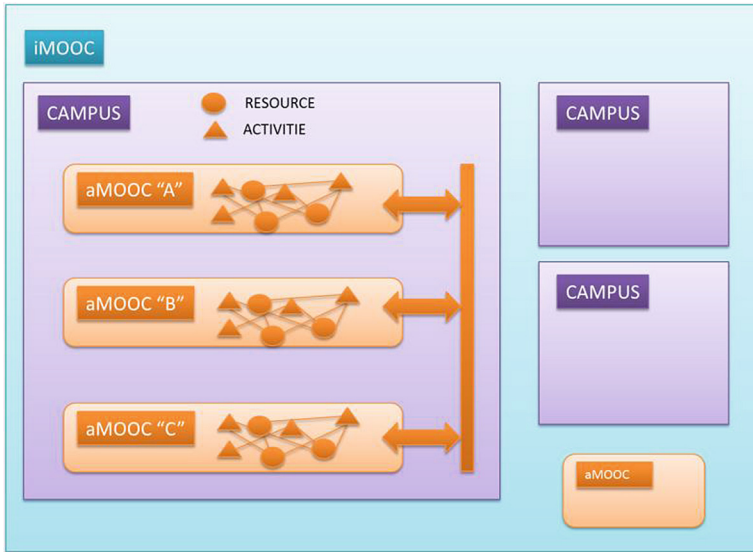 iMOOC
CAMPUS
RESOURCE
ACTIVITIE
aMOOC “A”
aMOOC “B”
aMOOC “C”
CAMPUS
CAMPUS
aMOOC